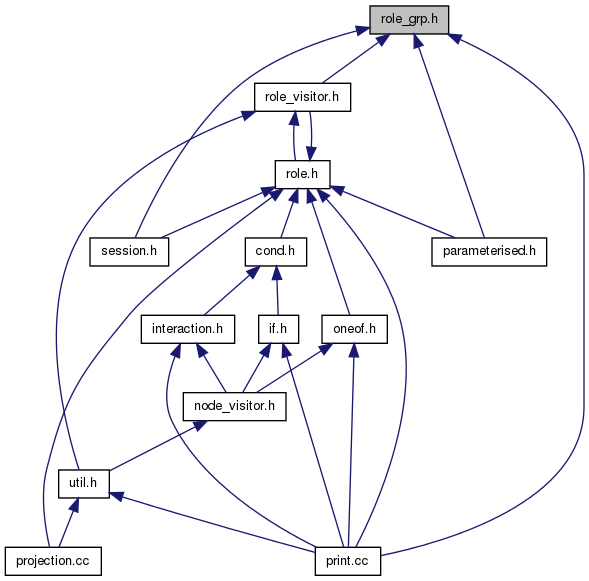 role_grp.h
role_visitor.h
role.h
session.h
cond.h
parameterised.h
interaction.h
if.h
oneof.h
node_visitor.h
util.h
projection.cc
print.cc